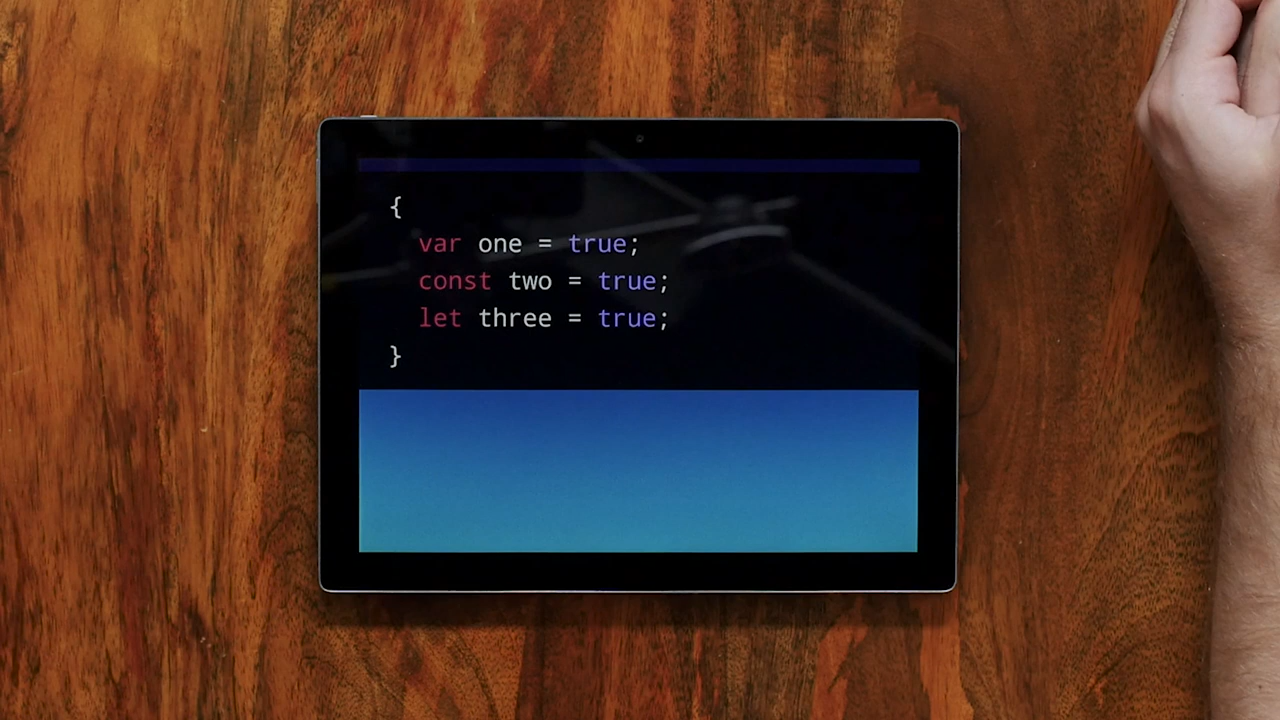 {
var one = true;
const two = true;
let three = true;
}